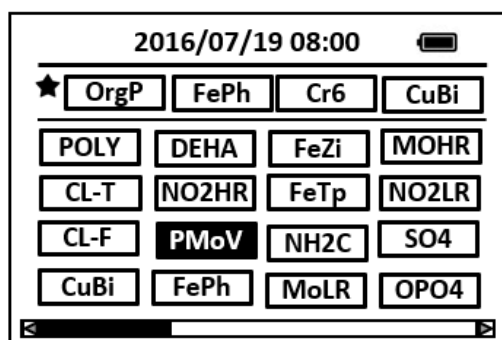 2016/07/19 08:00
OrgP FePh Cr6 CuBi
POLY DEHA FeZi MOHR
CL-T NO2HR FeTp NO2LR
CL-F PMoV NH2C SO4
CuBi FePh MoLR OPO4